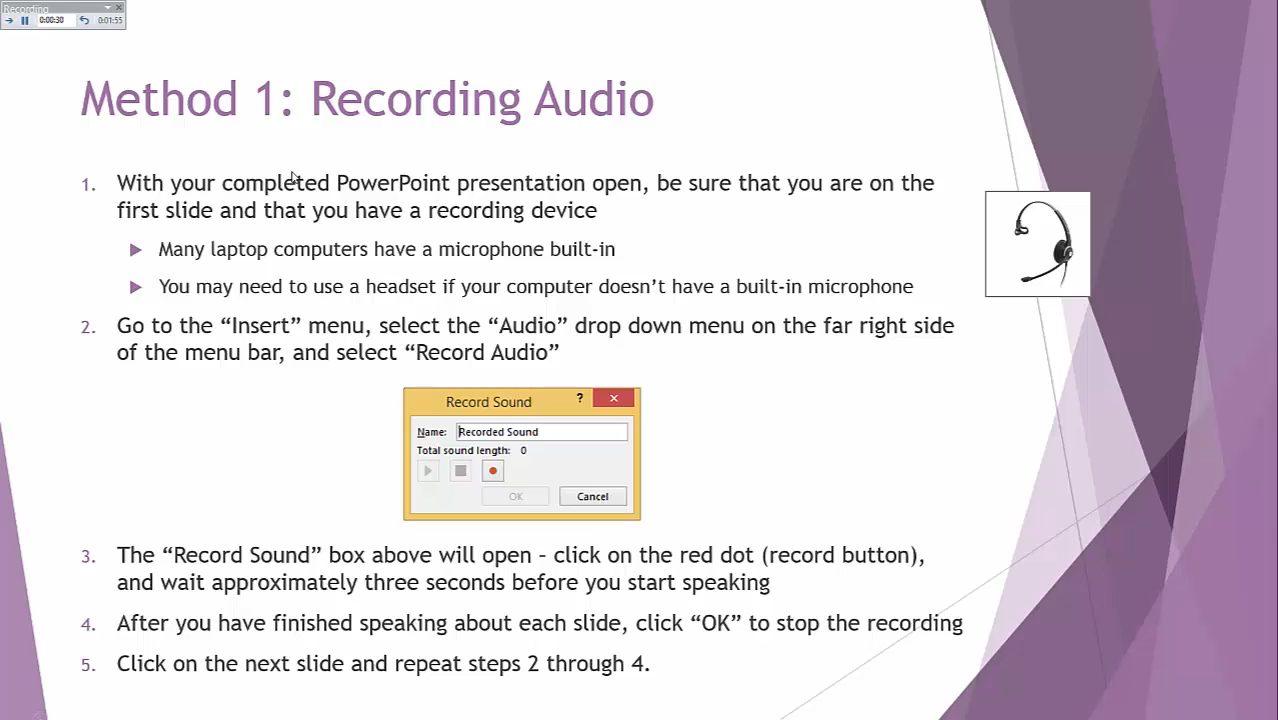 Recording
0:00:30 0:01:55
Method 1: Recording Audio
1. With your completed PowerPoint presentation open, be sure that you are on the
first slide and that you have a recording device
Many laptop computers have a microphone built-in
You may need to use a headset if your computer doesn’t have a built-in microphone
2. Go to the “Insert” menu, select the “Audio” drop down menu on the far right side
of the menu bar, and select “Record Audio”
Record Sound ?
Name: Recorded Sound
Total sound length: 0
OK Cancel
3. The “Record Sound” box above will open – click on the red dot (record button),
and wait approximately three seconds before you start speaking
4. After you have finished speaking about each slide, click “OK” to stop the recording
5. Click on the next slide and repeat steps 2 through 4.